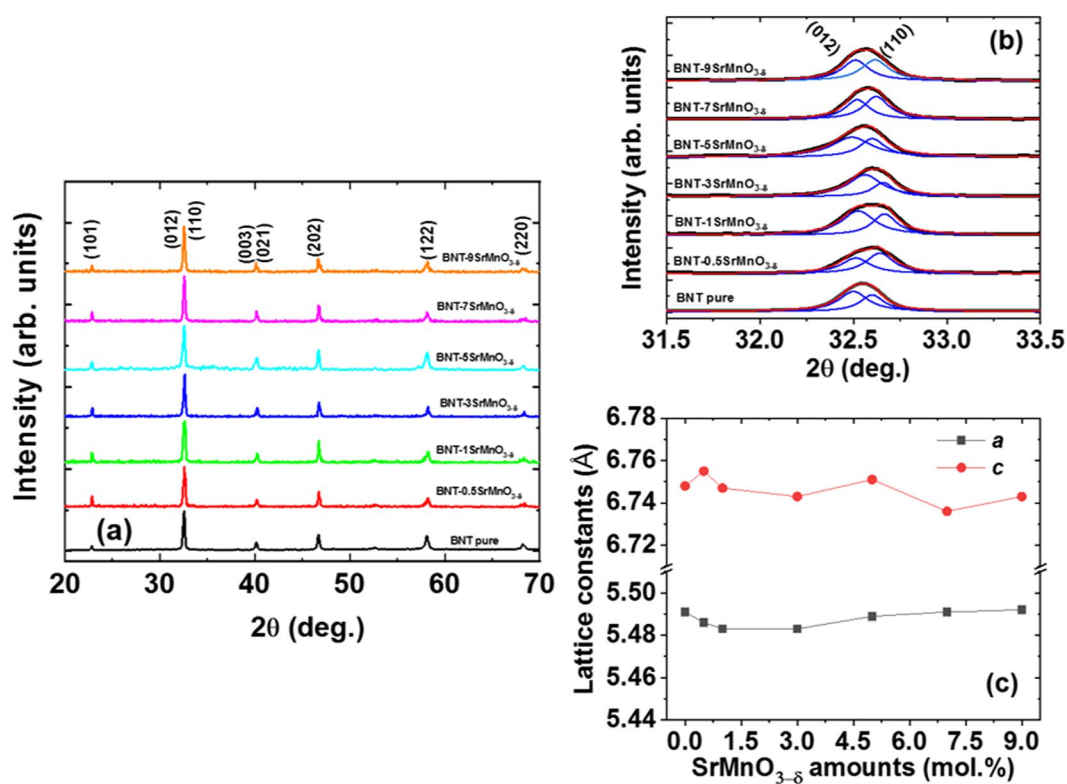 Intensity (arb. units)
(101)
(012)
(110)
(003)
(021)
(202)
(122)
(220)
BNT-9SrMnO₃₋δ
BNT-7SrMnO₃₋δ
BNT-5SrMnO₃₋δ
BNT-3SrMnO₃₋δ
BNT-1SrMnO₃₋δ
BNT-0.5SrMnO₃₋δ
BNT pure
(a)
20 30 40 50 60 70
2θ (deg.)
Intensity (arb. units)
(012)
(110)
(b)
BNT-9SrMnO₃₋δ
BNT-7SrMnO₃₋δ
BNT-5SrMnO₃₋δ
BNT-3SrMnO₃₋δ
BNT-1SrMnO₃₋δ
BNT-0.5SrMnO₃₋δ
BNT pure
31.5 32.0 32.5 33.0 33.5
2θ (deg.)
Lattice constants (Å)
6.78
6.76
6.74
6.72
5.50
5.48
5.46
5.44
a
c
(c)
0.0 1.5 3.0 4.5 6.0 7.5 9.0
SrMnO₃₋δ amounts (mol.%)